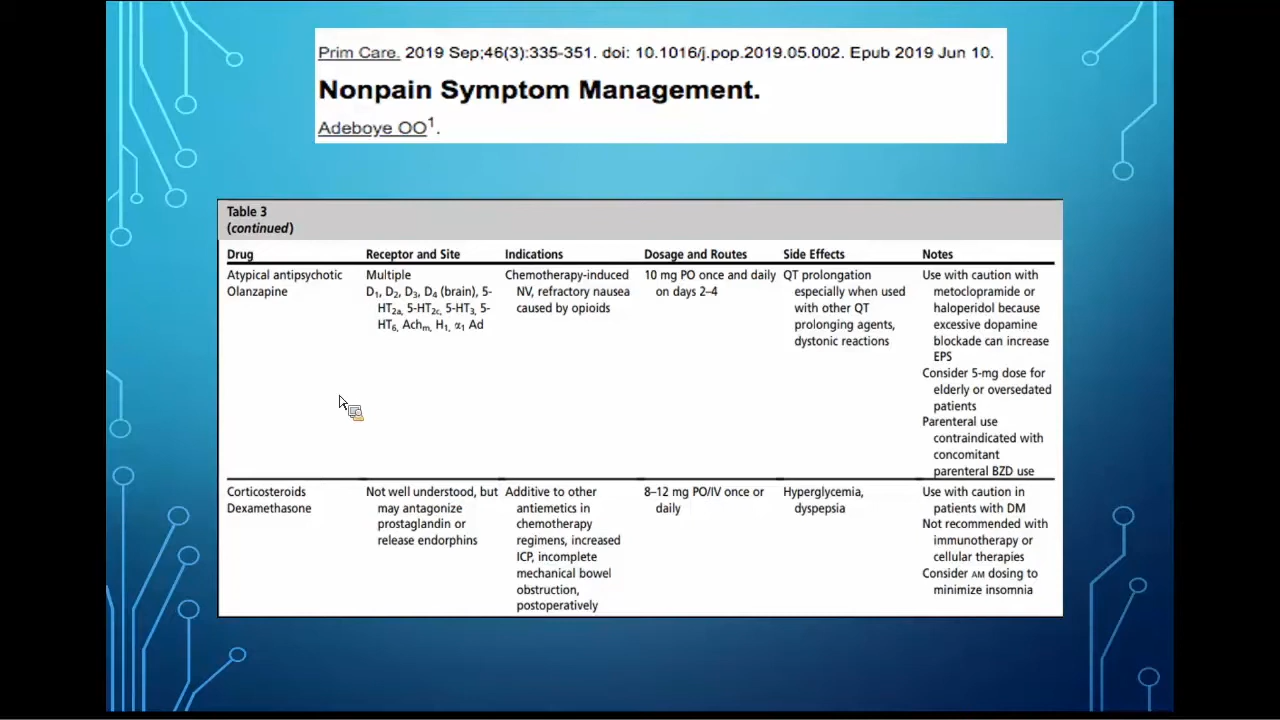 Prim Care. 2019 Sep;46(3):335-351. doi: 10.1016/j.pop.2019.05.002. Epub 2019 Jun 10.
Nonpain Symptom Management.
Adeboye OO1.
Table 3
(continued)
Drug
Receptor and Site
Indications
Dosage and Routes
Side Effects
Notes
Atypical antipsychotic
Olanzapine
Multiple
D1, D2, D3, D4 (brain), 5-
HT2a, 5-HT2c, 5-HT3, 5-
HT6, Achm, H1, α1 Ad
Chemotherapy-induced
NV, refractory nausea
caused by opioids
10 mg PO once and daily
on days 2–4
QT prolongation
especially when used
with other QT
prolonging agents,
dystonic reactions
Use with caution with
metoclopramide or
haloperidol because
excessive dopamine
blockade can increase
EPS
Consider 5-mg dose for
elderly or oversedated
patients
Parenteral use
contraindicated with
concomitant
parenteral BZD use
Corticosteroids
Dexamethasone
Not well understood, but
may antagonize
prostaglandin or
release endorphins
Additive to other
antiemetics in
chemotherapy
regimens, increased
ICP, incomplete
mechanical bowel
obstruction,
postoperatively
8–12 mg PO/IV once or
daily
Hyperglycemia,
dyspepsia
Use with caution in
patients with DM
Not recommended with
immunotherapy or
cellular therapies
Consider AM dosing to
minimize insomnia